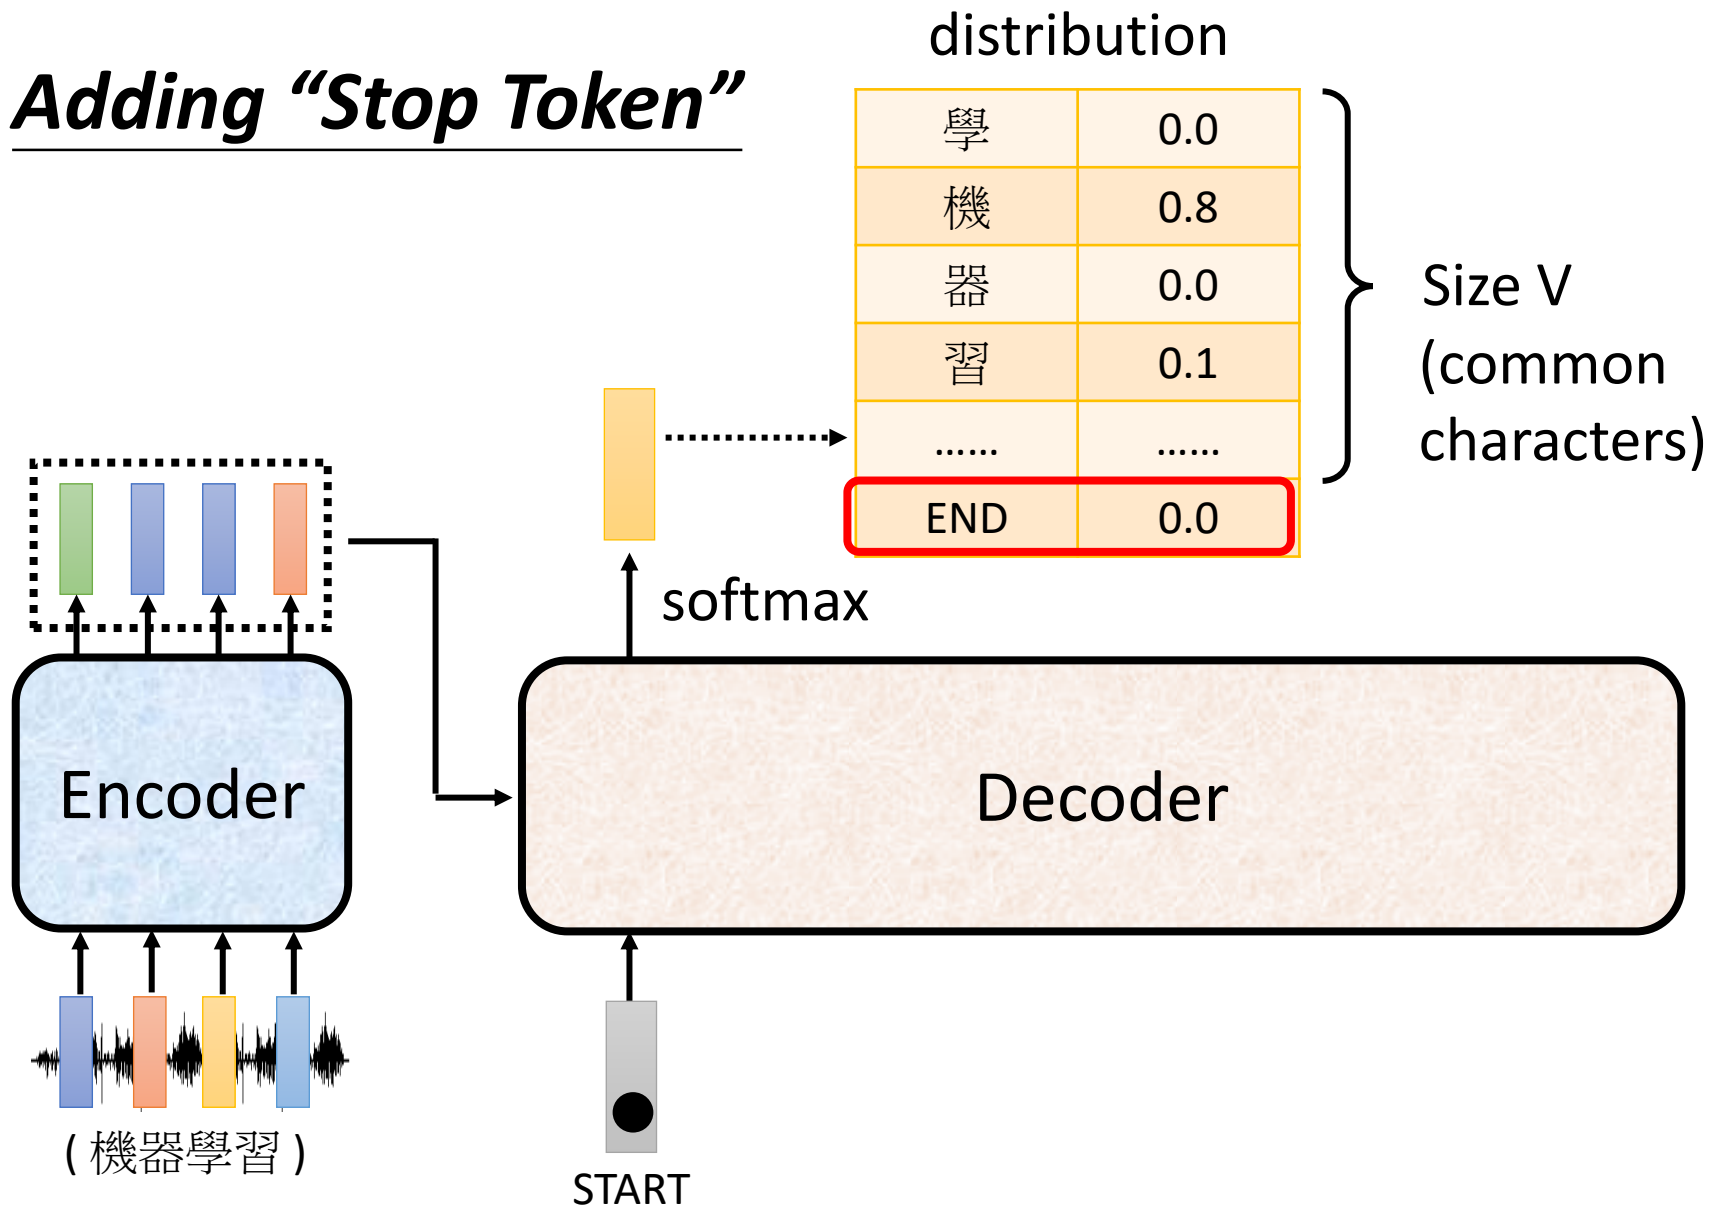 Adding “Stop Token”
distribution
學 0.0
機 0.8
器 0.0
習 0.1
…… ……
END 0.0
Size V
(common
characters)
softmax
Encoder
Decoder
( 機器學習 )
START